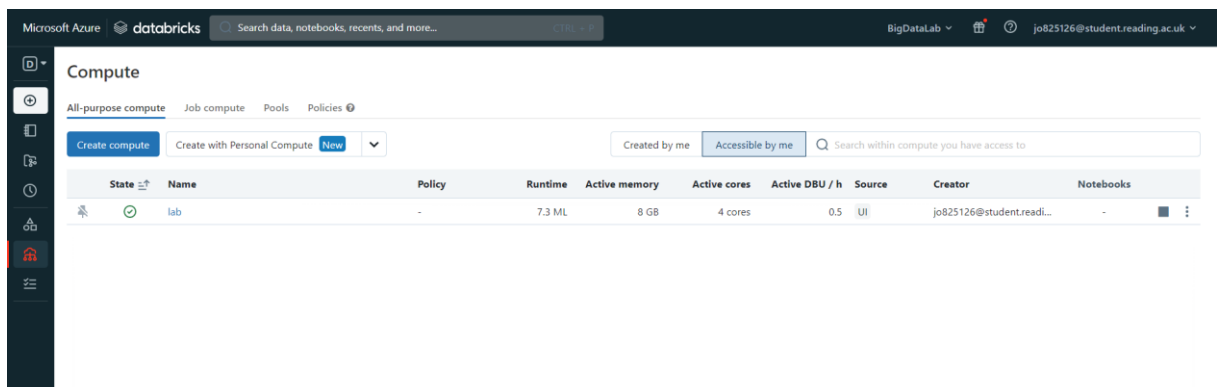 Microsoft Azure databricks Search data, notebooks, recents, and more... CTRL + P BigDataLab jo825126@student.reading.ac.uk
D
Compute
All-purpose compute Job compute Pools Policies
Create compute Create with Personal Compute New Created by me Accessible by me Search within compute you have access to
State Name Policy Runtime Active memory Active cores Active DBU / h Source Creator Notebooks
lab - 7.3 ML 8 GB 4 cores 0.5 UI jo825126@student.readi... -